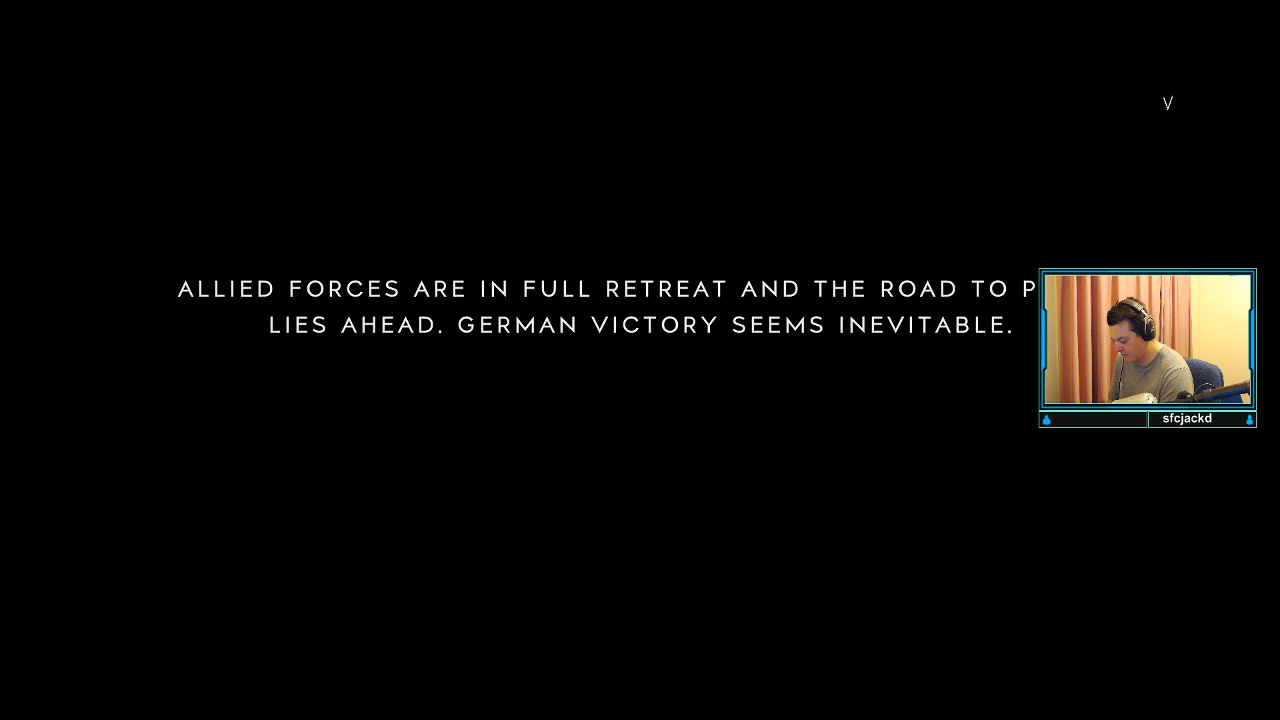 V
ALLIED FORCES ARE IN FULL RETREAT AND THE ROAD TO P
LIES AHEAD. GERMAN VICTORY SEEMS INEVITABLE.
sfcjackd